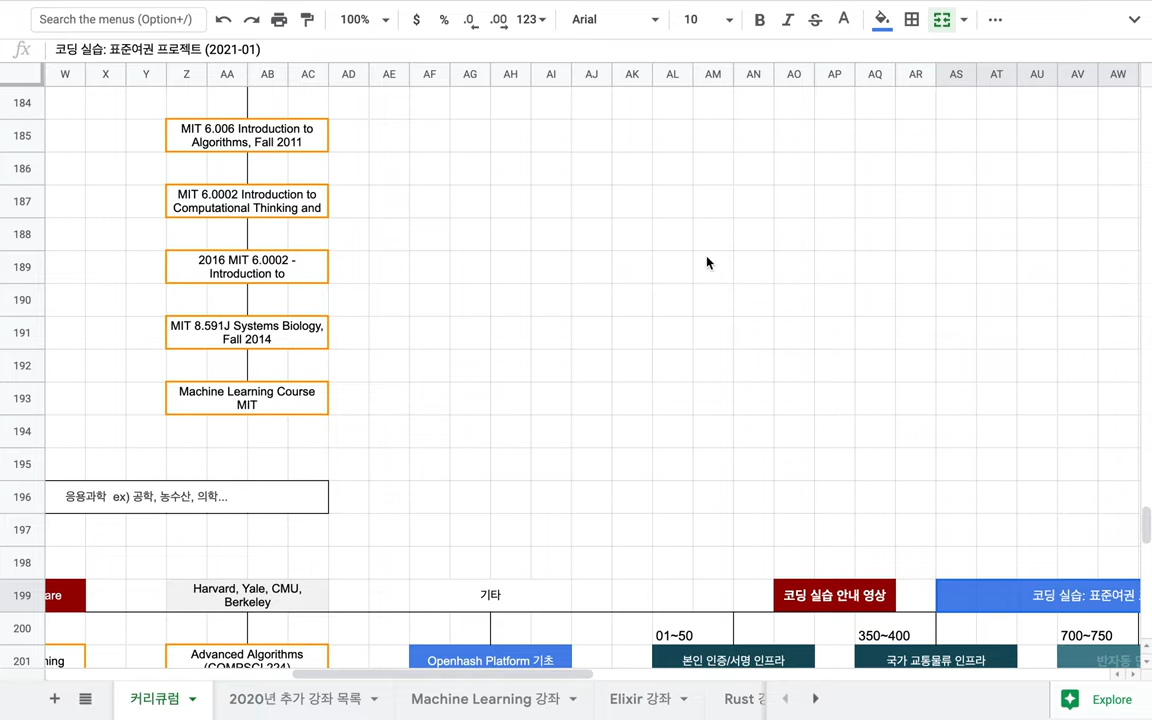 Search the menus (Option+/)
100%
$ % .0 .00 123
Arial
10
B I S A
fx 코딩 실습: 표준여권 프로젝트 (2021-01)
W X Y Z AA AB AC AD AE AF AG AH AI AJ AK AL AM AN AO AP AQ AR AS AT AU AV AW
184
185
MIT 6.006 Introduction to
Algorithms, Fall 2011
186
187
MIT 6.0002 Introduction to
Computational Thinking and
188
189
2016 MIT 6.0002 -
Introduction to
190
191
MIT 8.591J Systems Biology,
Fall 2014
192
193
Machine Learning Course
MIT
194
195
196
응용과학 ex) 공학, 농수산, 의학...
197
198
199
are
Harvard, Yale, CMU,
Berkeley
기타
코딩 실습 안내 영상
코딩 실습: 표준여권
200
01~50
350~400
700~750
201
ning
Advanced Algorithms
(COMPSCI 224)
Openhash Platform 기초
본인 인증/서명 인프라
국가 교통물류 인프라
반자동
커리큘럼
2020년 추가 강좌 목록
Machine Learning 강좌
Elixir 강좌
Rust
Explore